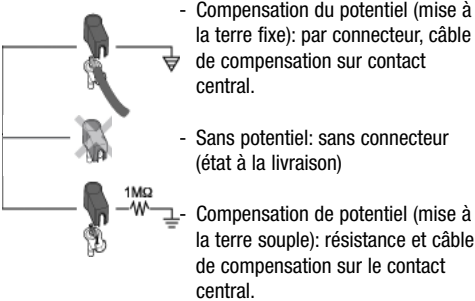 - Compensation du potentiel (mise à
la terre fixe): par connecteur, câble
de compensation sur contact
central.
- Sans potentiel: sans connecteur
(état à la livraison)
1MΩ
- Compensation de potentiel (mise à
la terre souple): résistance et câble
de compensation sur le contact
central.